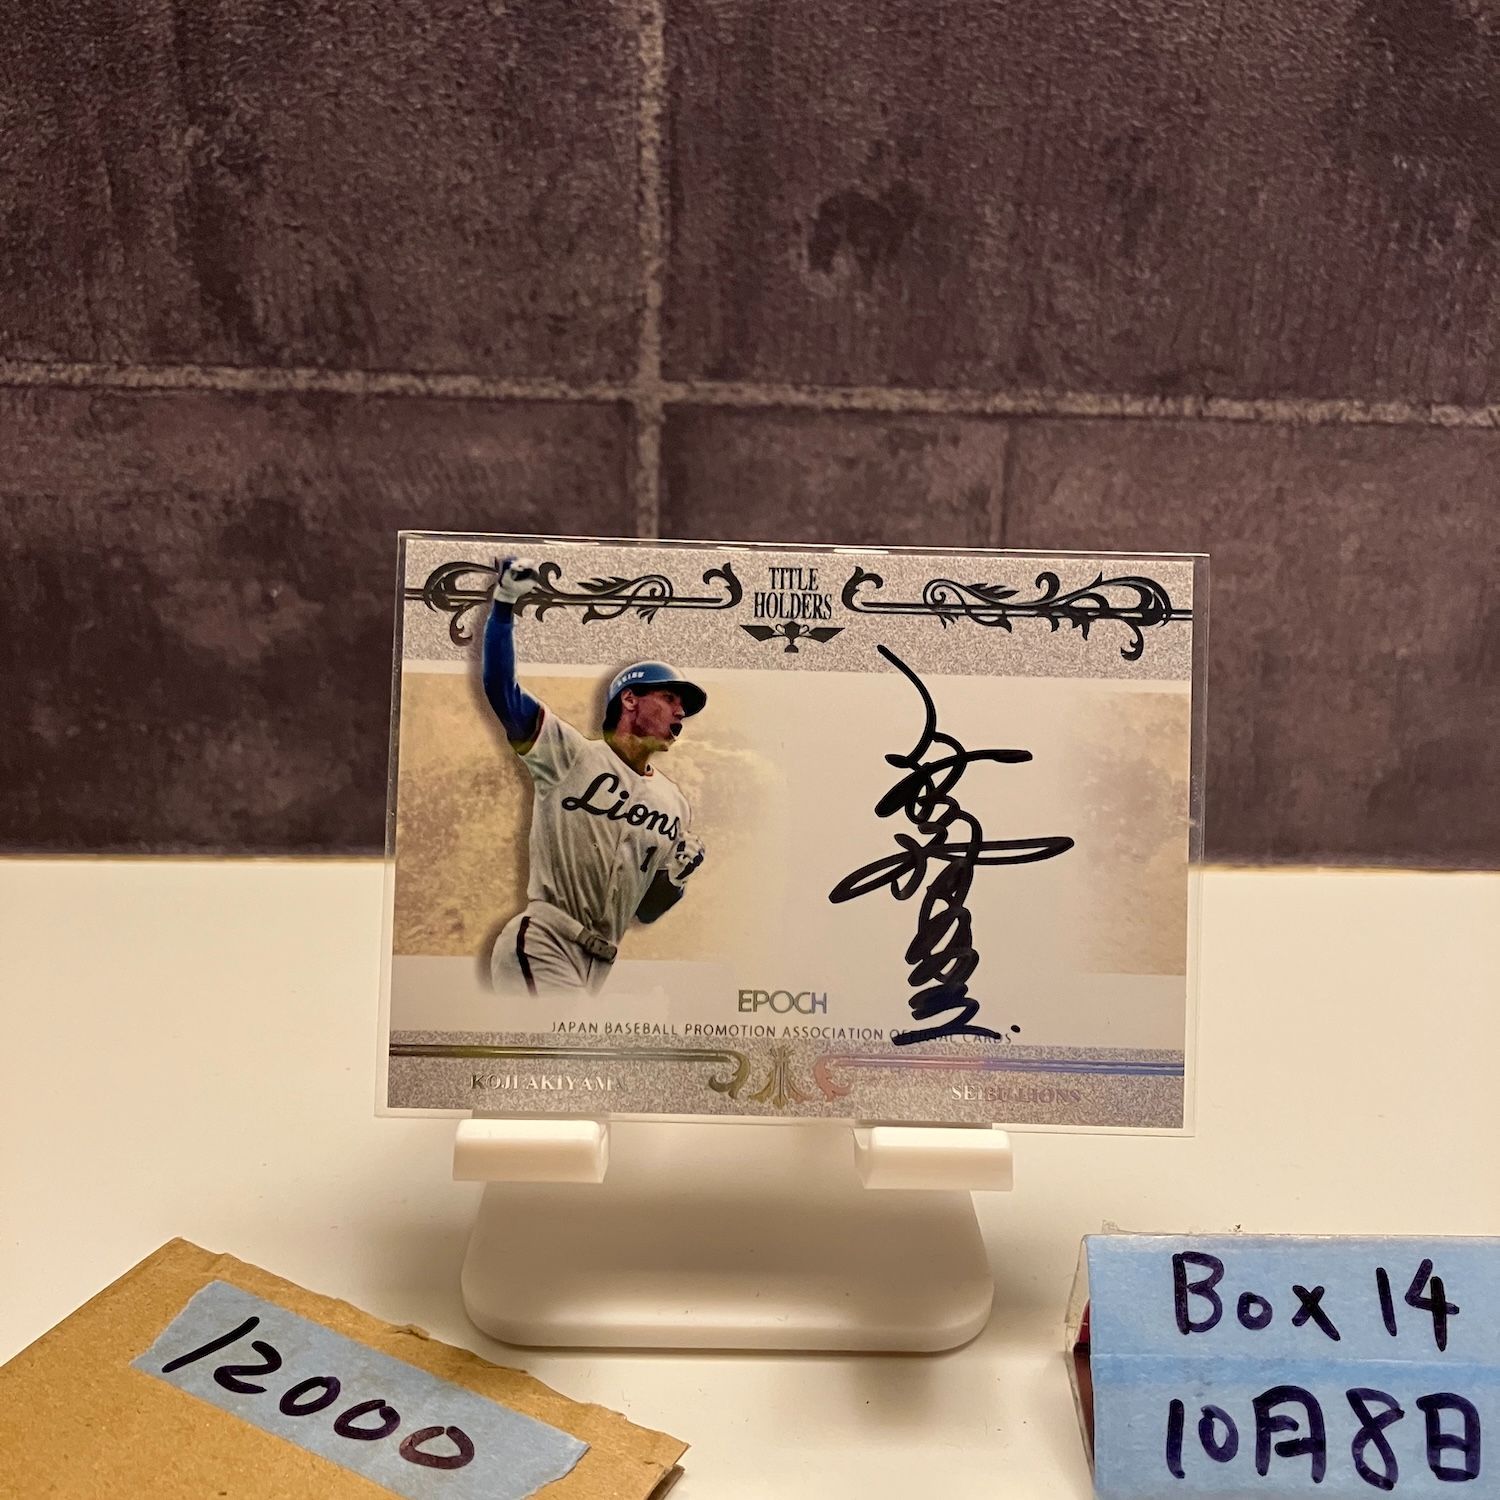 TITLE
HOLDERS
SEIBU
Lions
1
EPOCH
JAPAN BASEBALL PROMOTION ASSOCIATION OFFICIAL CARDS
KOJI AKIYAMA
SEIBU LIONS
12000
Box 14
10月8日